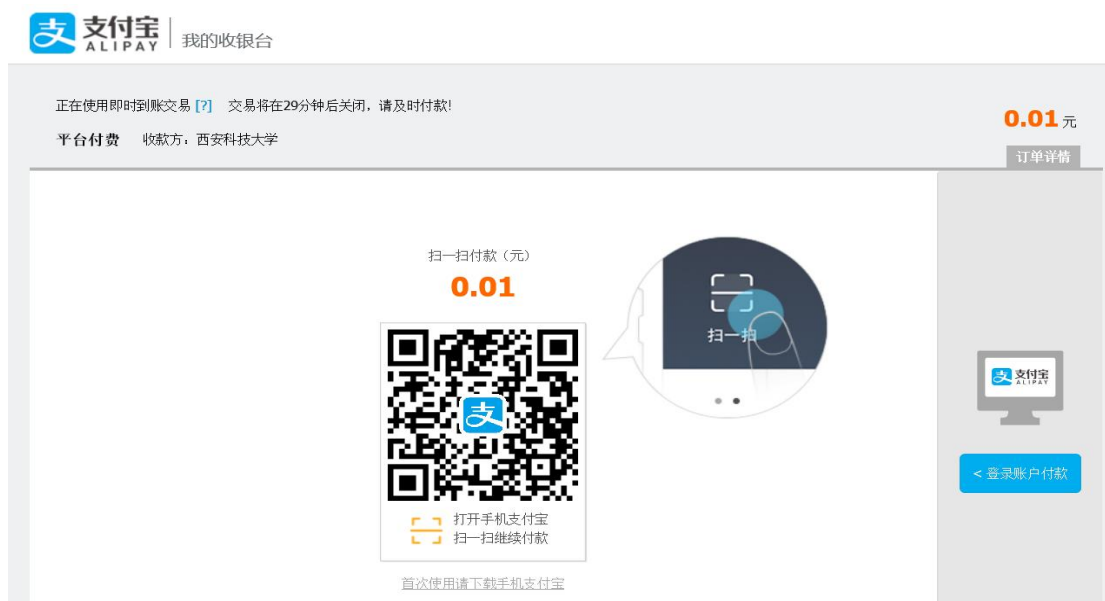 支付宝 我的收银台
ALIPAY
正在使用即时到账交易 [?] 交易将在29分钟后关闭，请及时付款!
0.01 元
平台付费 收款方：西安科技大学
订单详情
扫一扫付款（元）
0.01
扫一扫
支
打开手机支付宝
扫一扫继续付款
首次使用请下载手机支付宝
支付宝
ALIPAY
< 登录账户付款